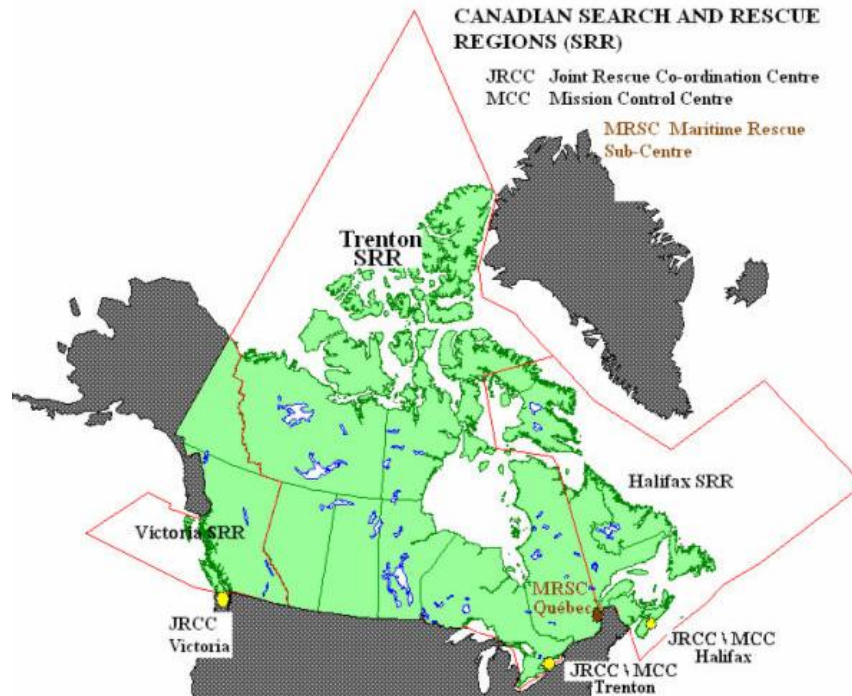 CANADIAN SEARCH AND RESCUE
REGIONS (SRR)
JRCC Joint Rescue Co-ordination Centre
MCC Mission Control Centre
MRSC Maritime Rescue
Sub-Centre
Trenton
SRR
Halifax SRR
Victoria SRR
MRSC
Québec
JRCC
Victoria
JRCC \ MCC
Halifax
JRCC \ MCC
Trenton